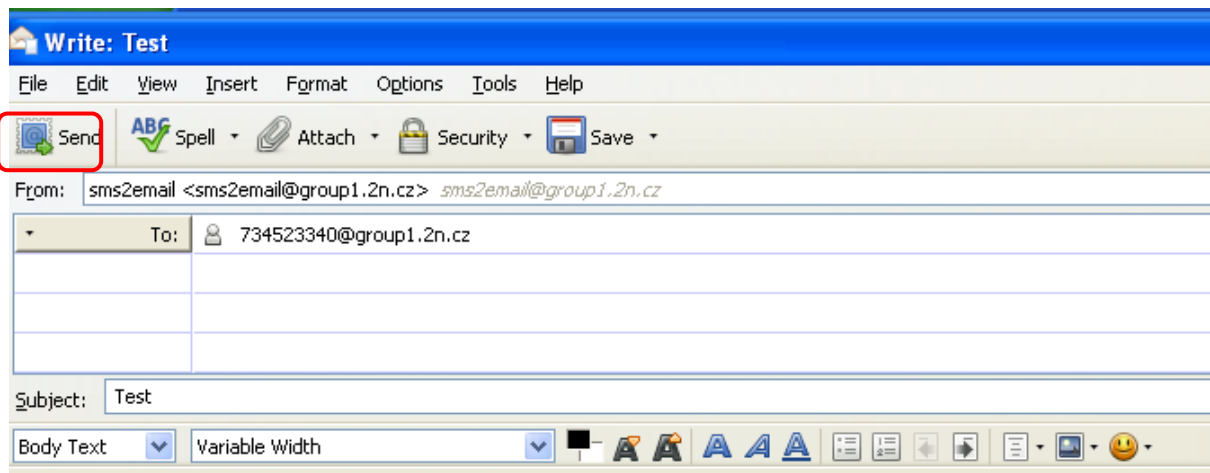 Write: Test
File Edit View Insert Format Options Tools Help
Send ABC Spell Attach Security Save
From: sms2email <sms2email@group1.2n.cz> sms2email@group1.2n.cz
To: 734523340@group1.2n.cz
Subject: Test
Body Text Variable Width A A A